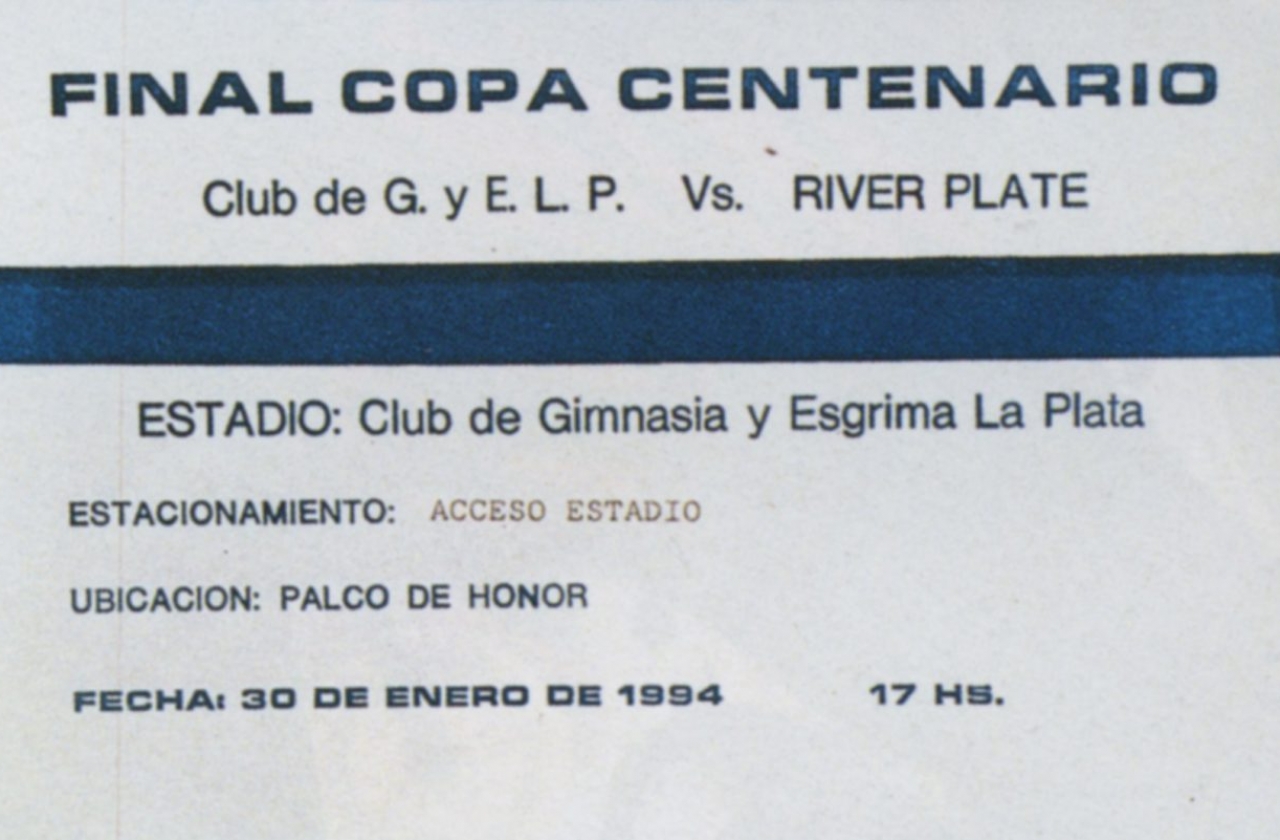 FINAL COPA CENTENARIO
Club de G. y E. L. P. Vs. RIVER PLATE
ESTADIO: Club de Gimnasia y Esgrima La Plata
ESTACIONAMIENTO: ACCESO ESTADIO
UBICACION: PALCO DE HONOR
FECHA: 30 DE ENERO DE 1994 17 HS.